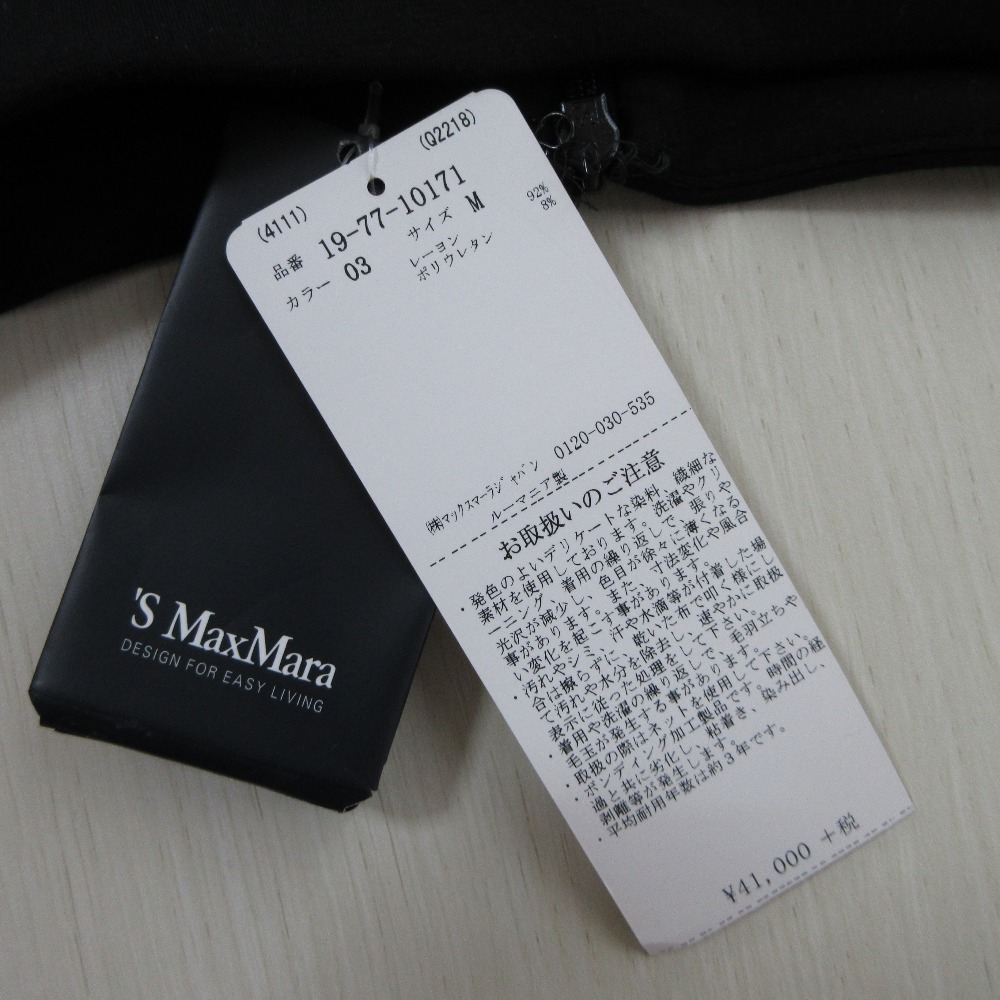 (4111)
(Q2218)
品番 19-77-10171
カラー 03 サイズ M
レーヨン 92%
ポリウレタン 8%
㈱マックスマーラジャパン 0120-030-535
ルーマニア製
お取扱いのご注意
・発色のよいデリケートな染料、繊細な
素材を使用しております。洗濯やクリ
ーニング、着用の繰り返しで、張りや
光沢が減少し、色目が徐々に薄くなる
事があります。また、寸法変化や風合
い変化を起こす事があります。
・汚れやシミ、汗や水滴等が付着した場
合は擦らずに、乾いた布で叩く様にし
て汚れや水分を除去し、速やかに取扱
表示に従った処理をして下さい。
・着用や洗濯の繰り返しで、毛羽立ちや
毛玉が発生する事があります。
・取扱の際はネットを使用して下さい。
・ボンディング加工製品です。時間の経
過と共に劣化し、粘着き、染み出し、
剥離等が発生します。
・平均耐用年数は約3年です。
¥41,000 +税
'S MaxMara
DESIGN FOR EASY LIVING